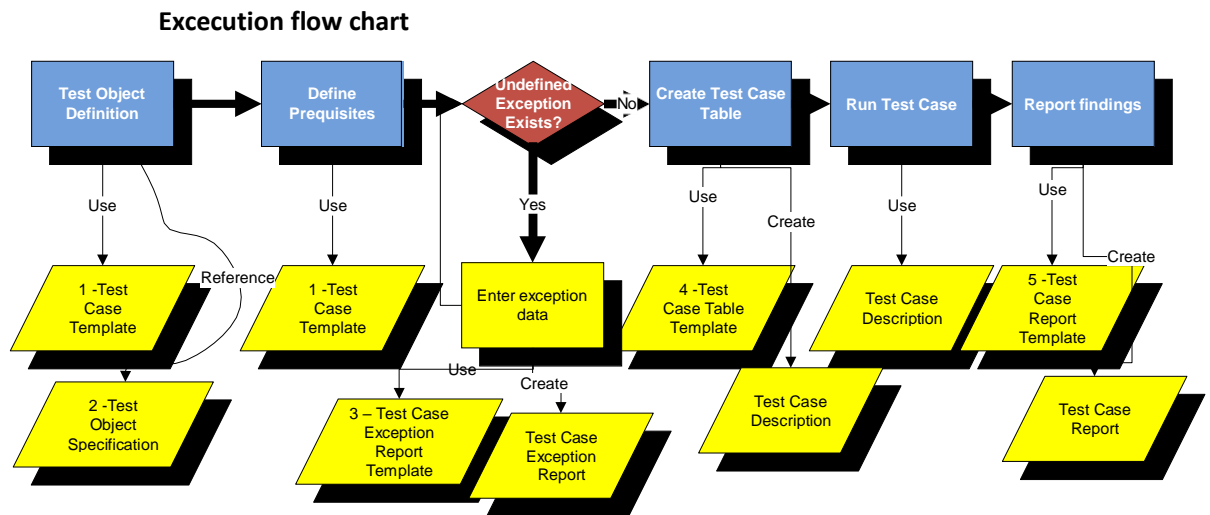 Excecution flow chart
Test Object
Definition
Define
Prequisites
Undefined
Exception
Exists?
No
Create Test Case
Table
Run Test Case
Report findings
Use
Reference
Use
Yes
Use
Create
Use
Use
Create
1 -Test
Case
Template
1 -Test
Case
Template
Enter exception
data
4 -Test
Case Table
Template
Test Case
Description
5 -Test
Case
Report
Template
2 -Test
Object
Specification
Use
Create
3 – Test Case
Exception
Report
Template
Test Case
Exception
Report
Test Case
Description
Test Case
Report